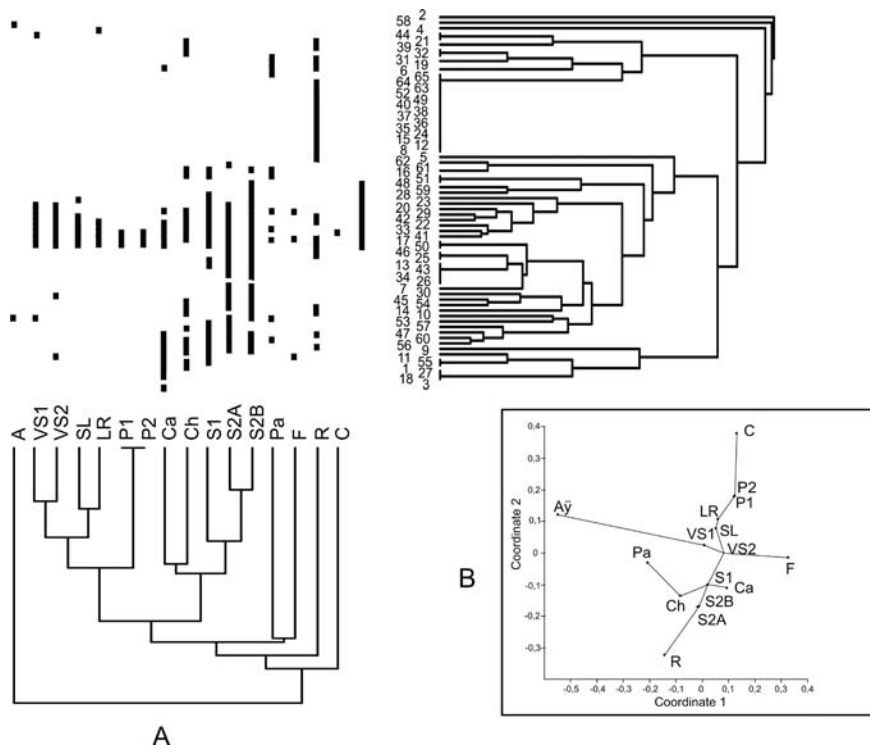 2
58 4
44 21
39 32
31 19
6 65
64 63
52 49
40 38
37 36
35 24
15 12
8 5
62 61
16 51
48 59
28 23
20 29
42 22
33 41
17 50
46 25
13 43
34 26
7 30
45 54
14 10
53 57
47 60
56 9
11 55
1 27
18 3
A VS1 VS2 SL LR P1 P2 Ca Ch S1 S2A S2B Pa F R C
A
B
Coordinate 2
0,4
0,3
0,2
0,1
0
-0,1
-0,2
-0,3
C
P2
P1
Aÿ
LR
SL
VS1
VS2
Pa
F
S1
Ca
Ch
S2B
S2A
R
-0,5 -0,4 -0,3 -0,2 -0,1 0 0,1 0,2 0,3 0,4
Coordinate 1